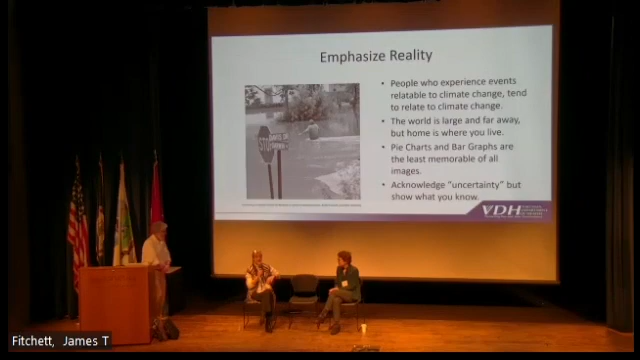 Emphasize Reality
• People who experience events
relatable to climate change, tend
to relate to climate change.
• The world is large and far away,
but home is where you live.
• Pie Charts and Bar Graphs are
the least memorable of all
images.
• Acknowledge "uncertainty" but
show what you know.
STOP
VDH
Fitchett, James T